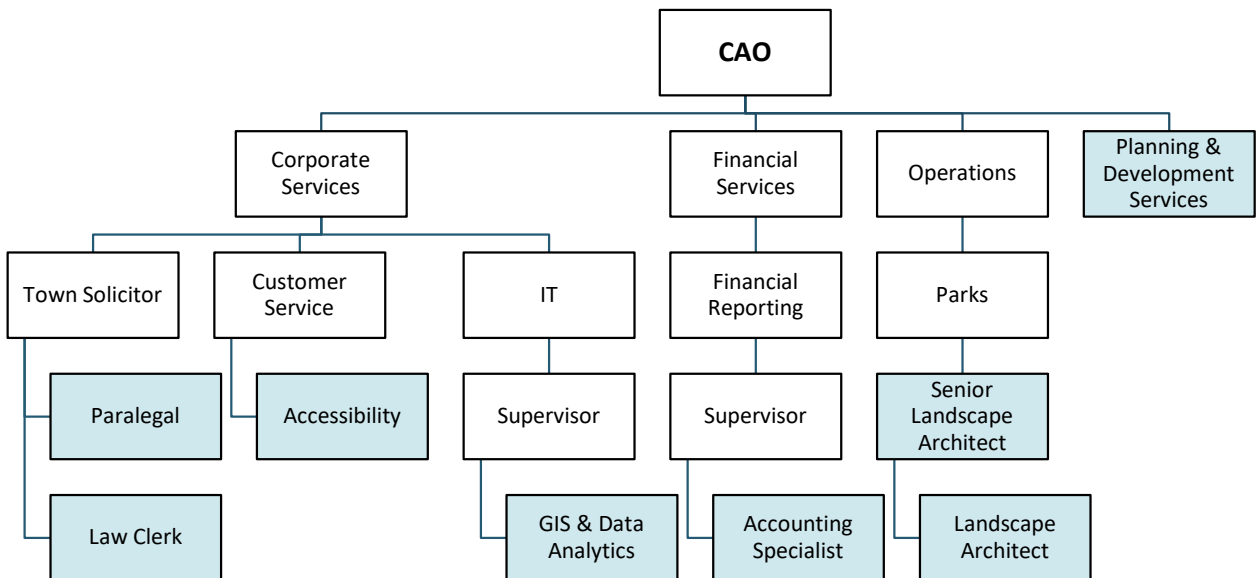 CAO
Corporate
Services
Financial
Services
Operations
Planning &
Development
Services
Town Solicitor
Customer
Service
IT
Financial
Reporting
Parks
Paralegal
Accessibility
Supervisor
Supervisor
Senior
Landscape
Architect
Law Clerk
GIS & Data
Analytics
Accounting
Specialist
Landscape
Architect